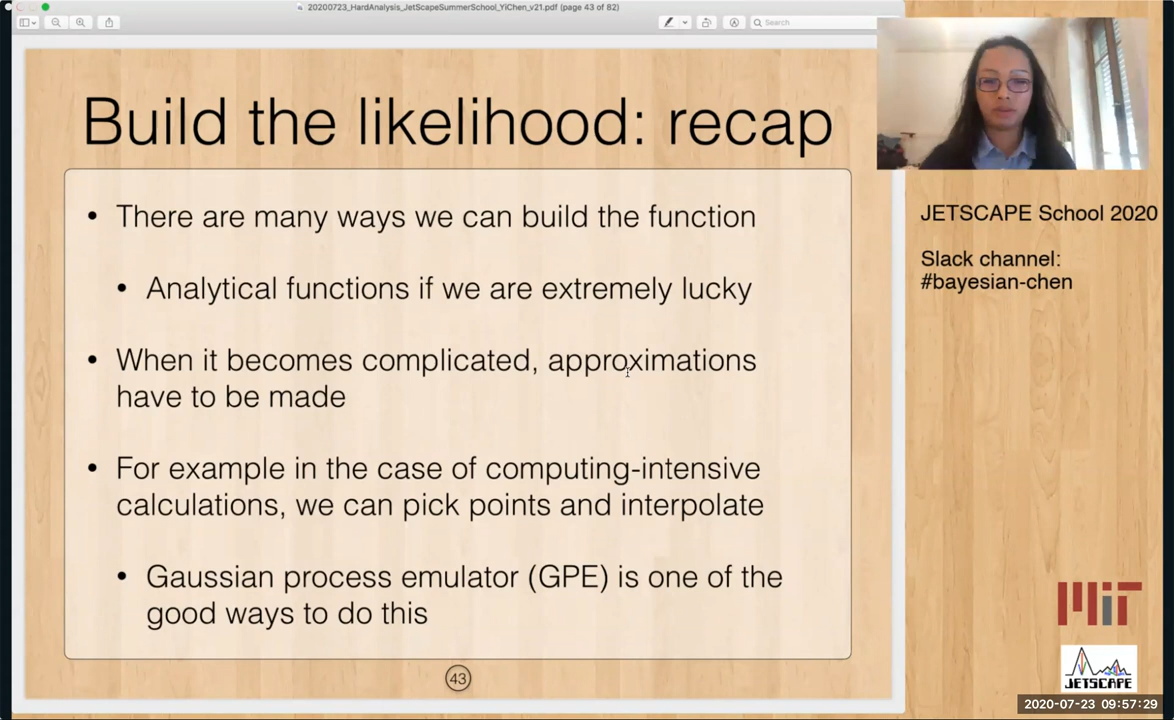 20200723_HardAnalysis_JetScapeSummerSchool_YiChen_v21.pdf (page 43 of 82)
Search
Build the likelihood: recap
• There are many ways we can build the function
• Analytical functions if we are extremely lucky
• When it becomes complicated, approximations
have to be made
• For example in the case of computing-intensive
calculations, we can pick points and interpolate
• Gaussian process emulator (GPE) is one of the
good ways to do this
43
JETSCAPE School 2020
Slack channel:
#bayesian-chen
MIT
JETSCAPE
2020-07-23 09:57:29